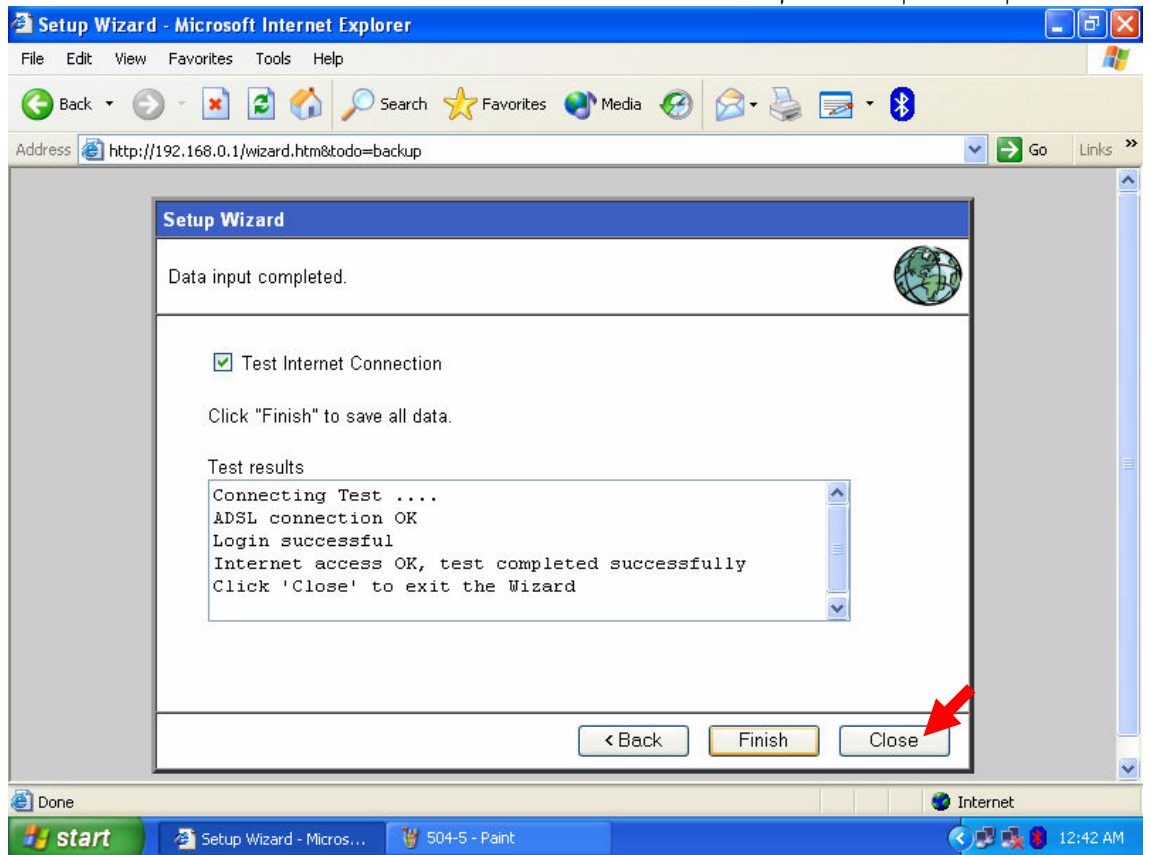 Setup Wizard - Microsoft Internet Explorer
File Edit View Favorites Tools Help
Back Search Favorites Media
Address http://192.168.0.1/wizard.htm&todo=backup Go Links »
Setup Wizard
Data input completed.
Test Internet Connection
Click "Finish" to save all data.
Test results
Connecting Test ....
ADSL connection OK
Login successful
Internet access OK, test completed successfully
Click 'Close' to exit the Wizard
< Back Finish Close
Done Internet
start Setup Wizard - Micros... 504-5 - Paint 12:42 AM